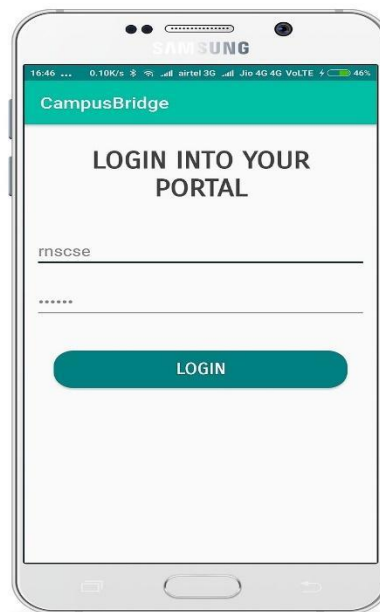 SAMSUNG
16:46 ... 0.10K/s airtel 3G Jio 4G 4G VoLTE 46%
CampusBridge
LOGIN INTO YOUR
PORTAL
rnscse
••••••
LOGIN